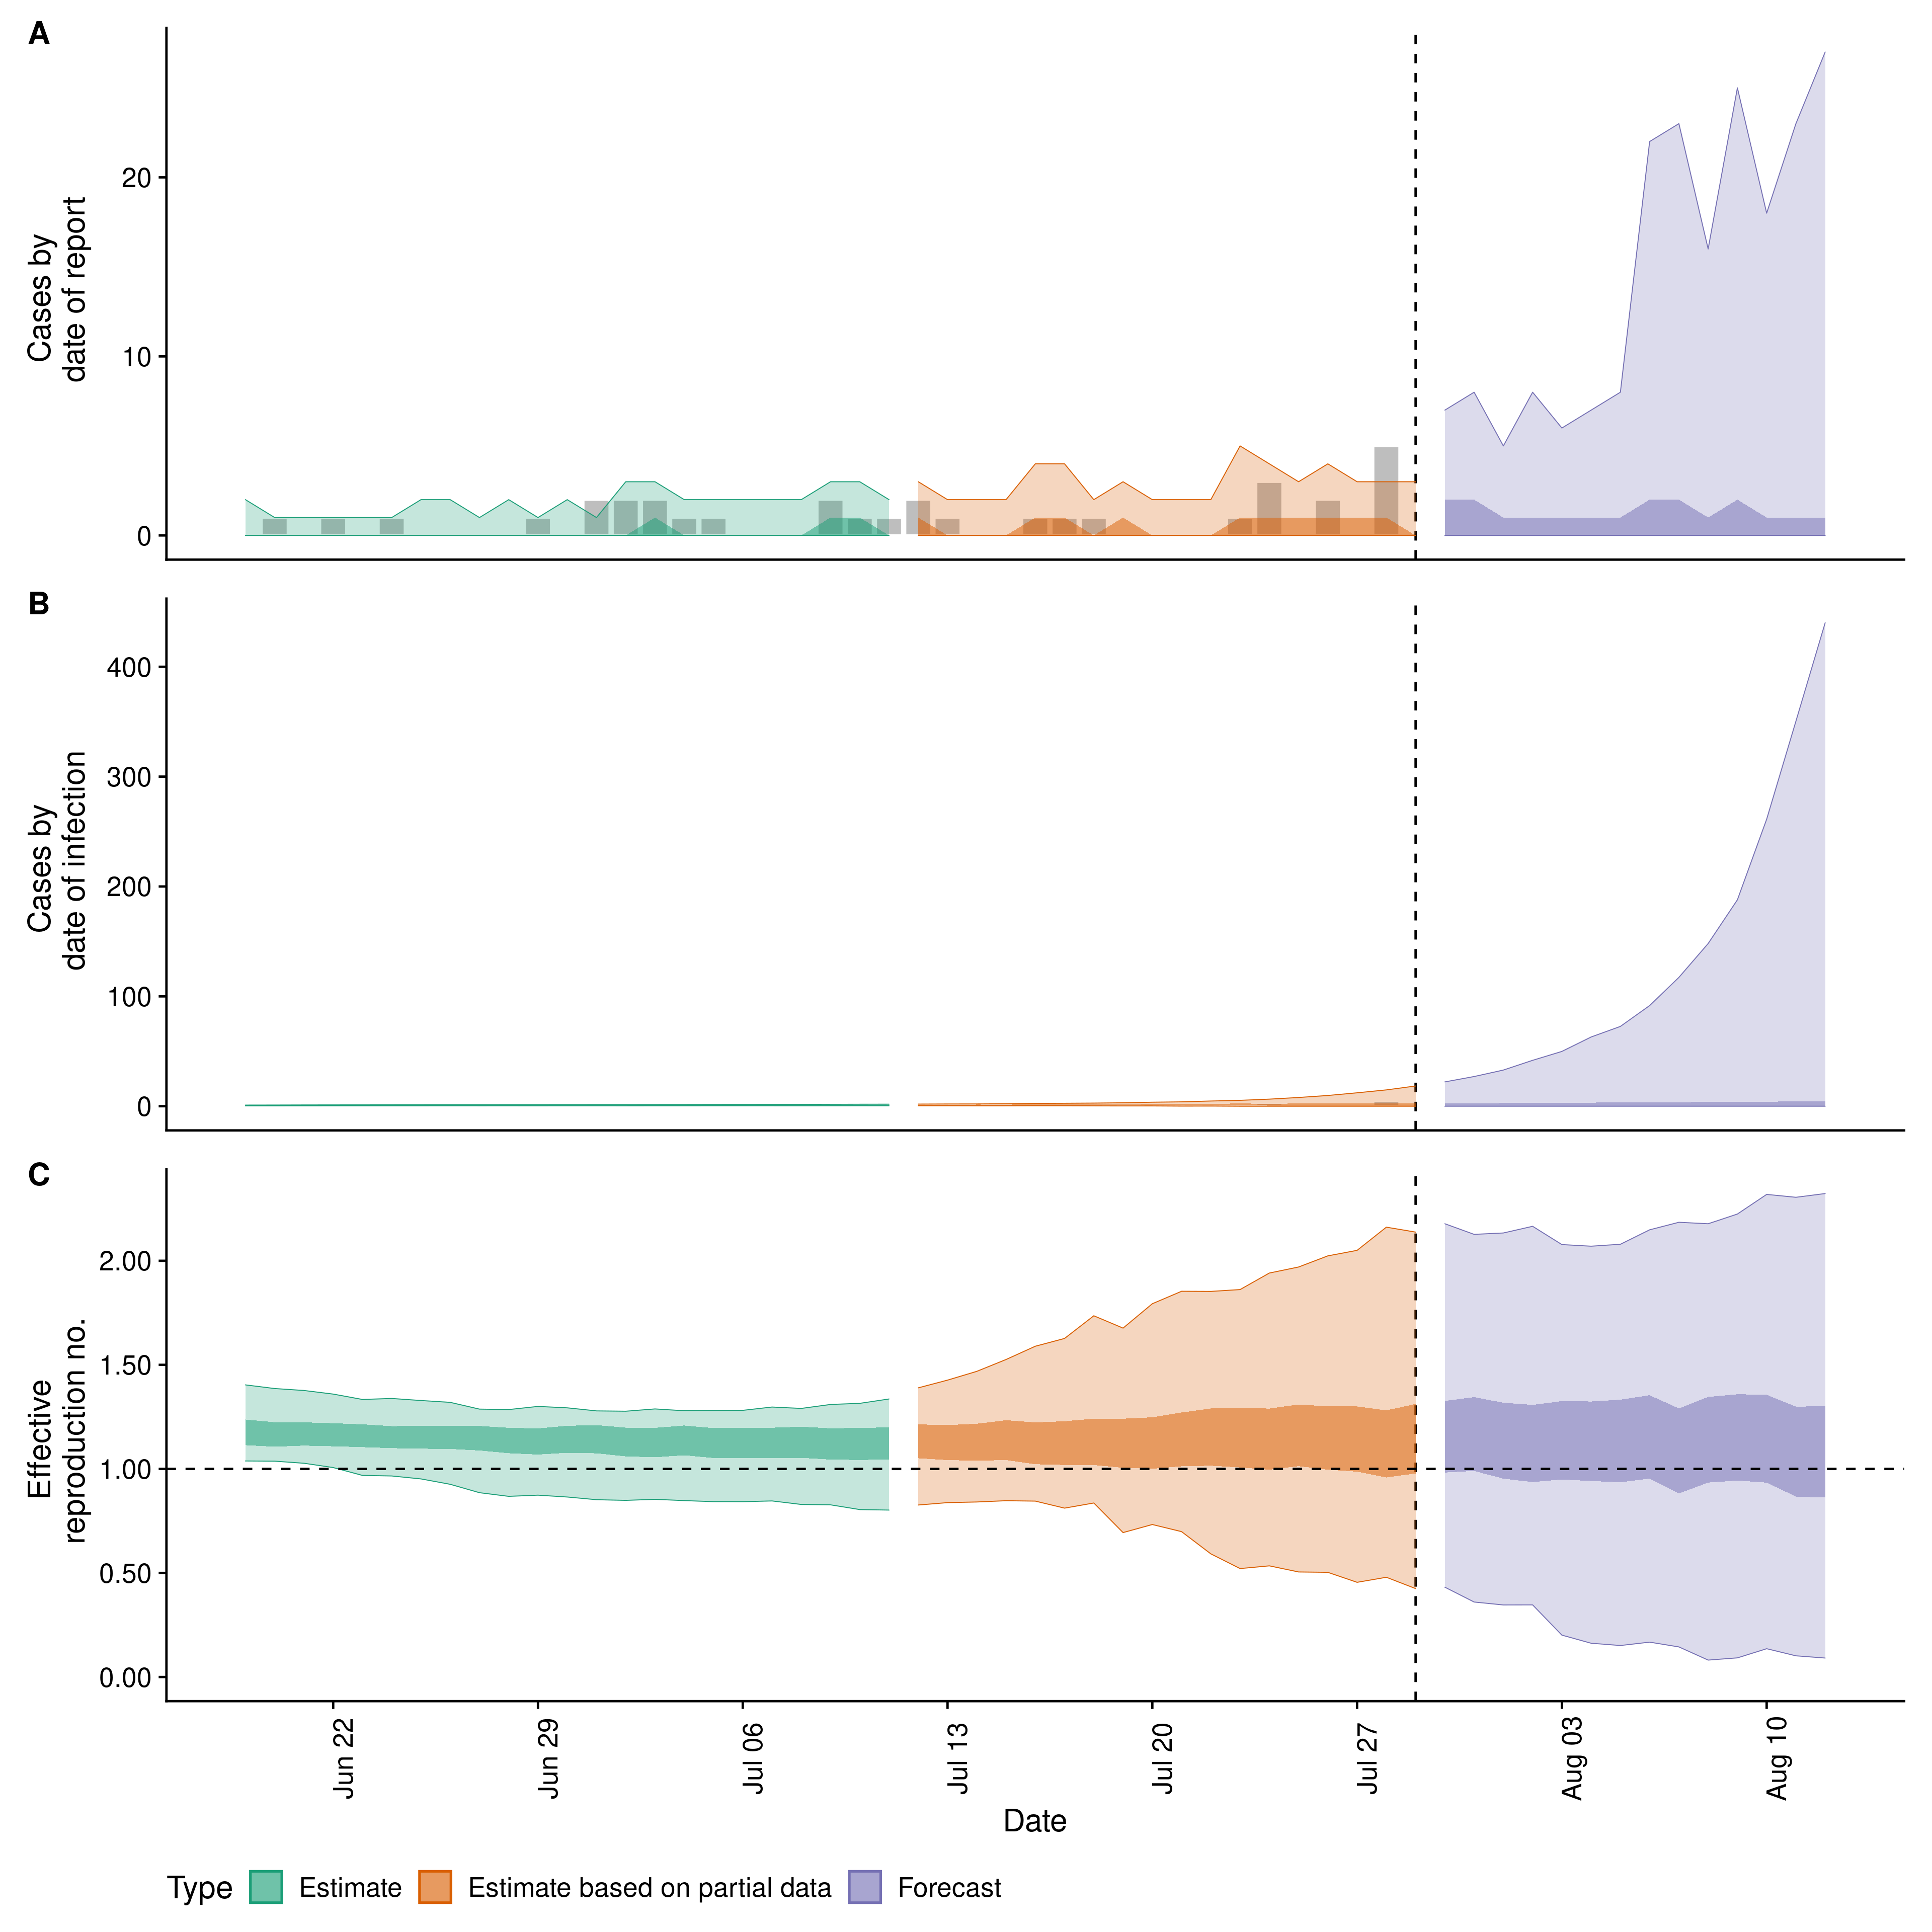 A
Cases by
date of report
20
10
0
B
Cases by
date of infection
400
300
200
100
0
C
Effective
reproduction no.
2.00
1.50
1.00
0.50
0.00
Jun 22
Jun 29
Jul 06
Jul 13
Jul 20
Jul 27
Aug 03
Aug 10
Date
Type
Estimate
Estimate based on partial data
Forecast